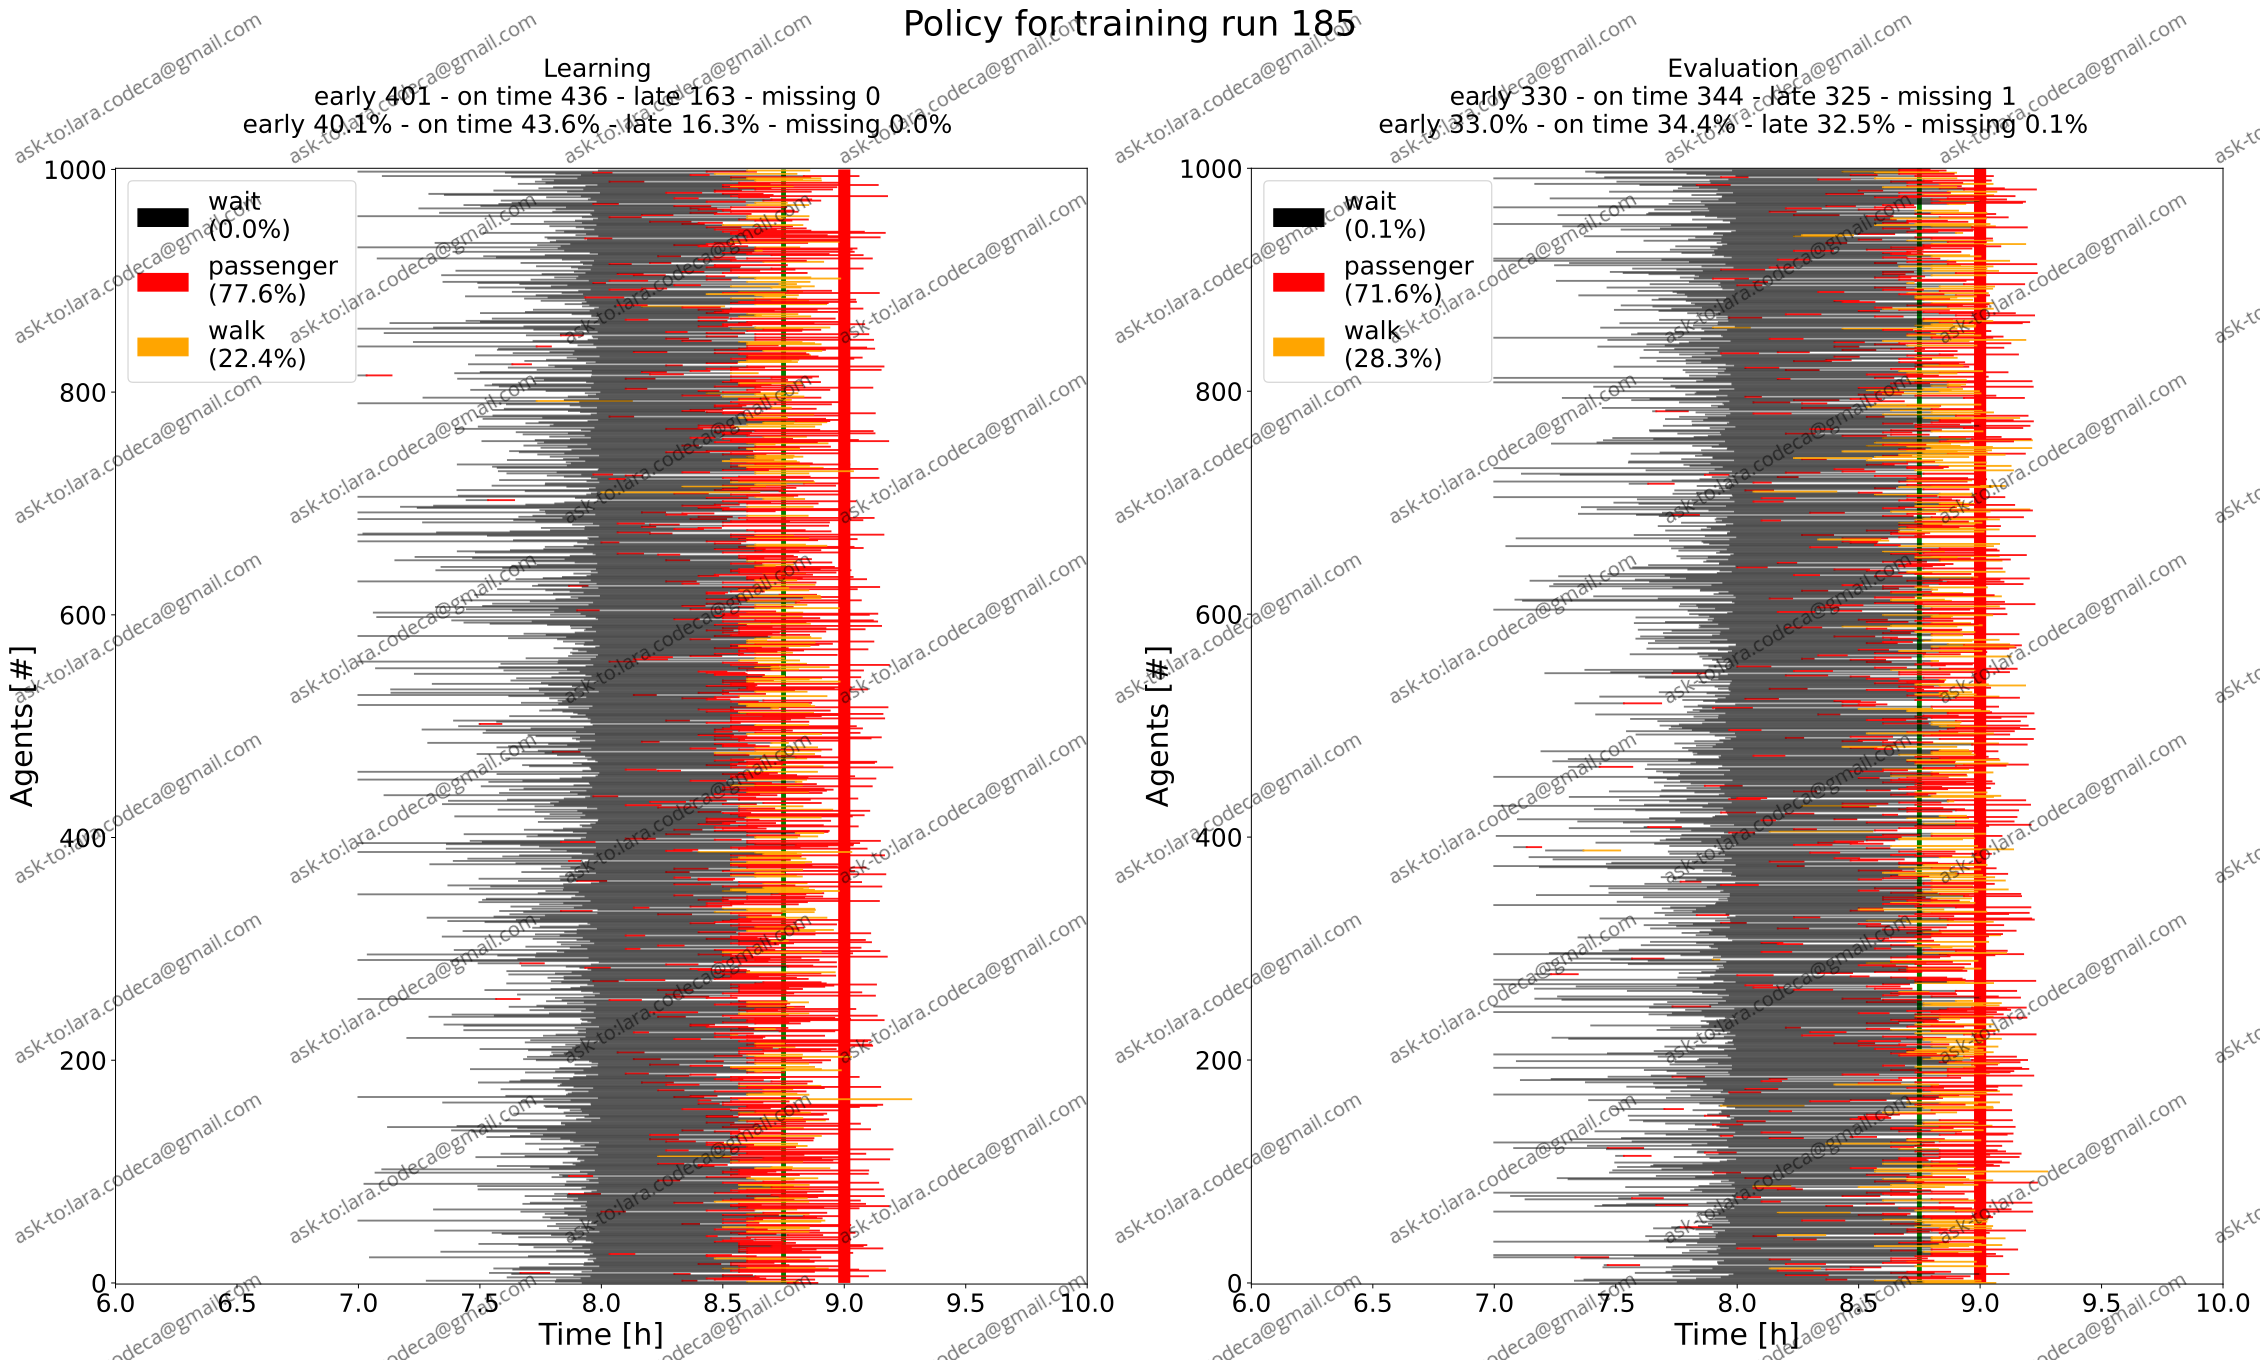 Policy for training run 185
Learning
early 401 - on time 436 - late 163 - missing 0
early 40.1% - on time 43.6% - late 16.3% - missing 0.0%
1000
800
600
400
200
0
Agents [#]
wait
(0.0%)
passenger
(77.6%)
walk
(22.4%)
6.0 6.5 7.0 7.5 8.0 8.5 9.0 9.5 10.0
Time [h]
Evaluation
early 330 - on time 344 - late 325 - missing 1
early 33.0% - on time 34.4% - late 32.5% - missing 0.1%
1000
800
600
400
200
0
Agents [#]
wait
(0.1%)
passenger
(71.6%)
walk
(28.3%)
6.0 6.5 7.0 7.5 8.0 8.5 9.0 9.5 10.0
Time [h]
ask-to:lara.codeca@gmail.com